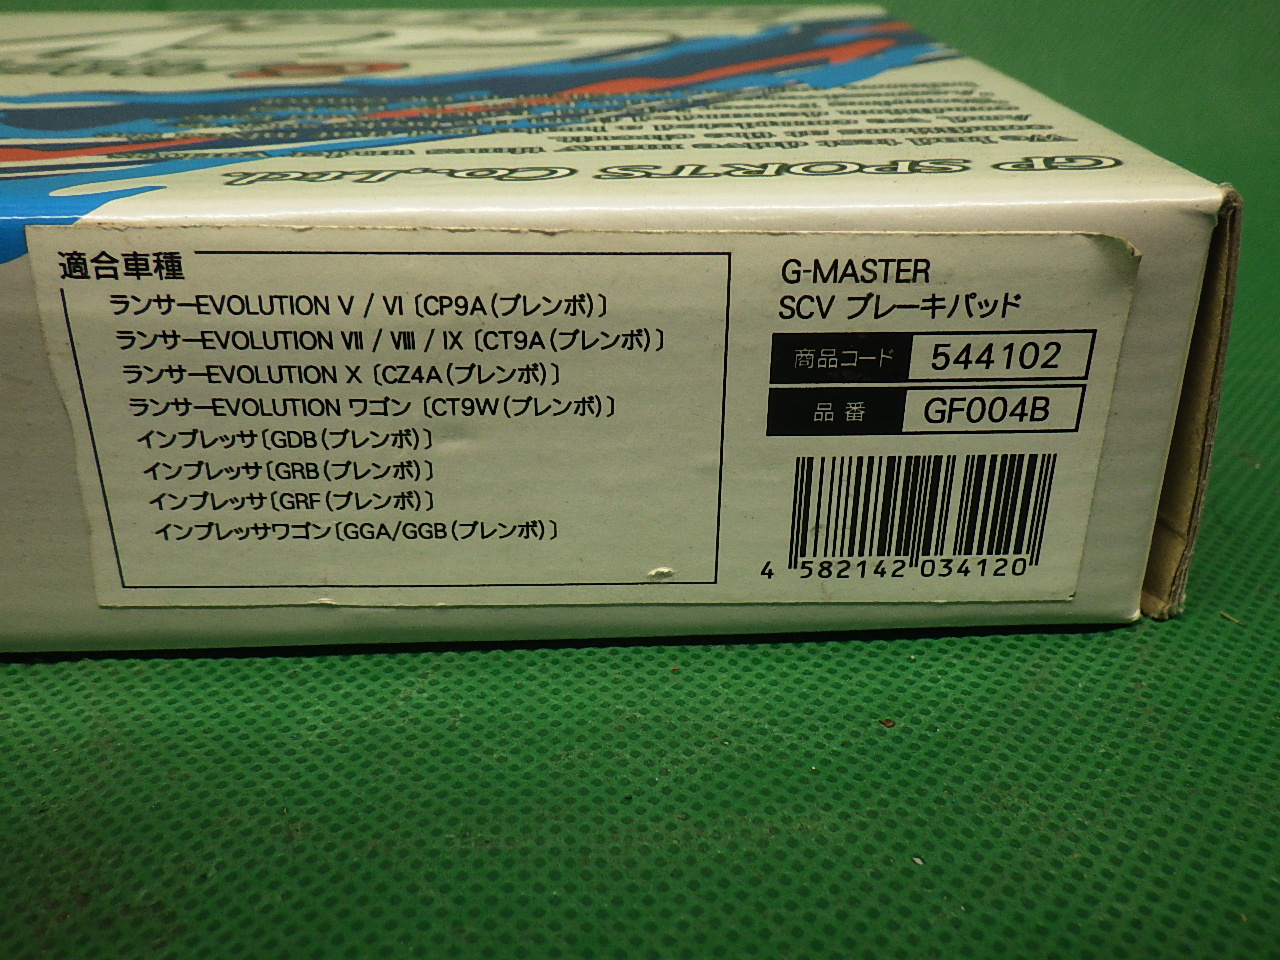 GP SPORTS Co.,Ltd.
適合車種
ランサーEVOLUTION V / VI〔CP9A(ブレンボ)〕
ランサーEVOLUTION VII / VIII / IX〔CT9A(ブレンボ)〕
ランサーEVOLUTION X〔CZ4A(ブレンボ)〕
ランサーEVOLUTION ワゴン〔CT9W(ブレンボ)〕
インプレッサ〔GDB(ブレンボ)〕
インプレッサ〔GRB(ブレンボ)〕
インプレッサ〔GRF(ブレンボ)〕
インプレッサワゴン〔GGA/GGB(ブレンボ)〕
G-MASTER
SCV ブレーキパッド
商品コード 544102
品番 GF004B
4 582142 034120